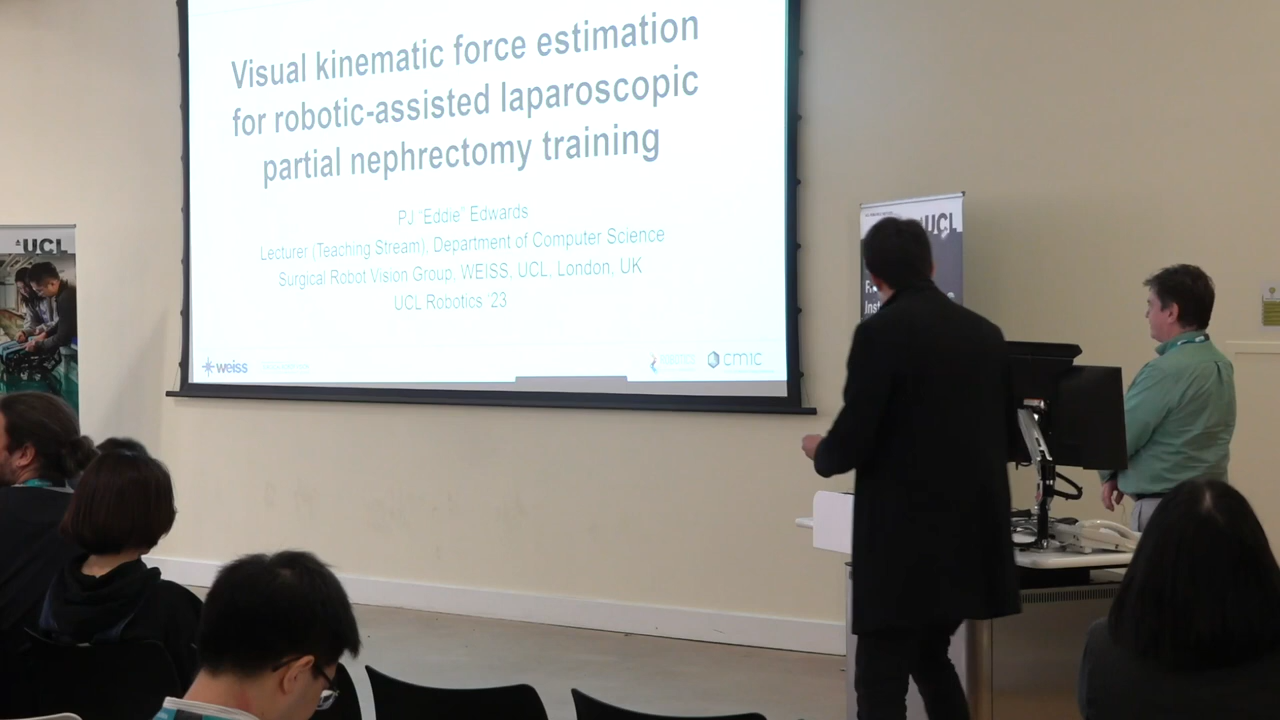 Visual kinematic force estimation
for robotic-assisted laparoscopic
partial nephrectomy training
PJ "Eddie" Edwards
Lecturer (Teaching Stream), Department of Computer Science
Surgical Robot Vision Group, WEISS, UCL, London, UK
UCL Robotics '23
weiss
ROBOTICS
cmic
UCL
UCL